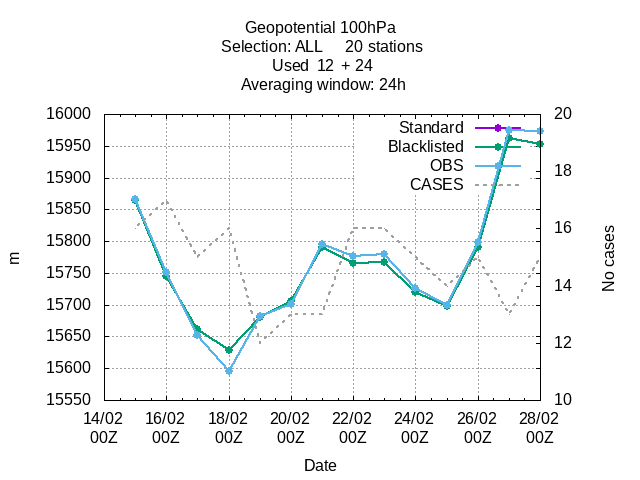 Geopotential 100hPa
Selection: ALL     20 stations
Used  12  + 24
Averaging window: 24h
16000
15950
15900
15850
15800
15750
15700
15650
15600
15550
m
20
18
16
14
12
10
No cases
Standard
Blacklisted
OBS
CASES
14/02 16/02 18/02 20/02 22/02 24/02 26/02 28/02
00Z 00Z 00Z 00Z 00Z 00Z 00Z 00Z
Date